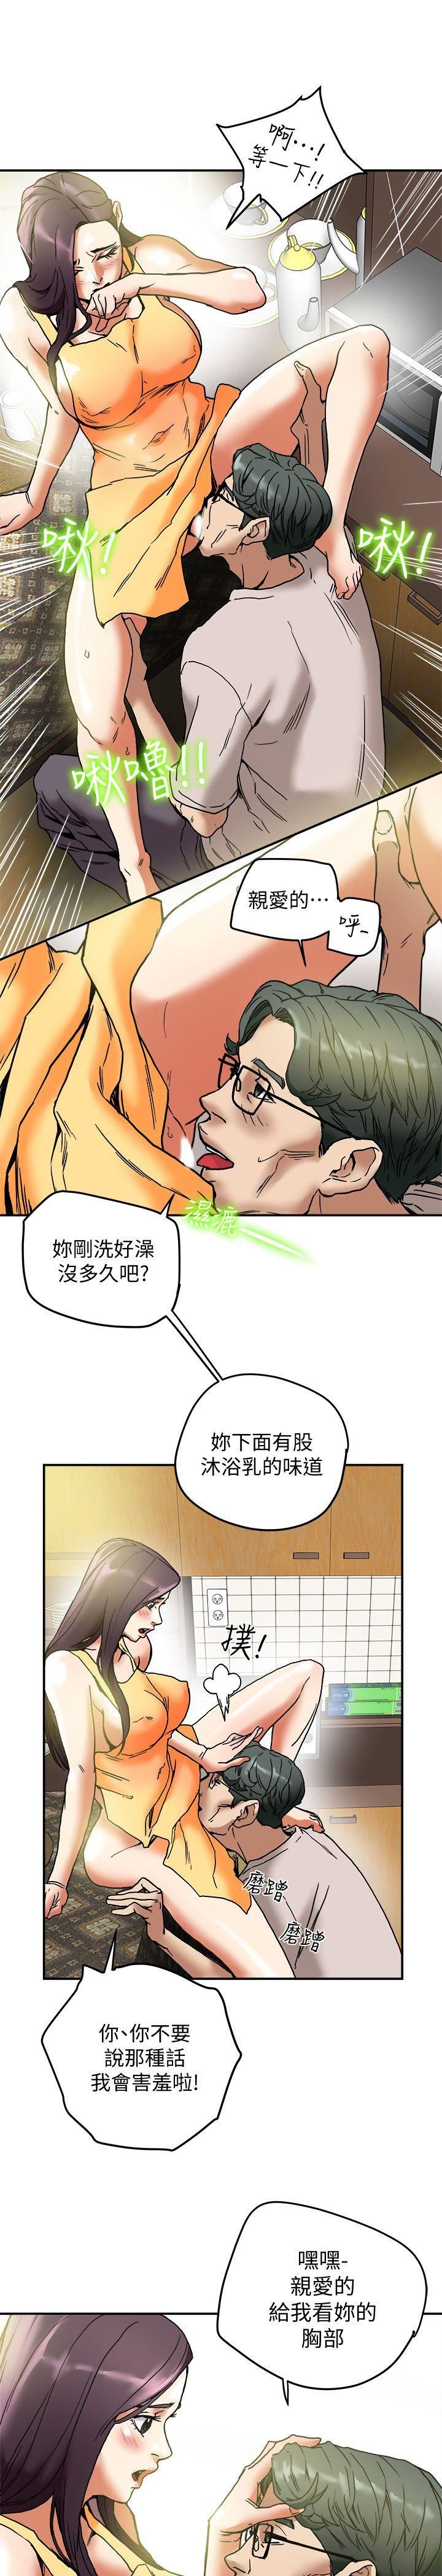 啊⋯!
等一下!!
啾!
啾!
啾嚕!!
親愛的⋯
呼-
濕漉
妳剛洗好澡
沒多久吧?
妳下面有股
沐浴乳的味道
撲!
磨蹭
磨蹭
你、你不要
說那種話
我會害羞啦!
嘿嘿-
親愛的
給我看妳的
胸部